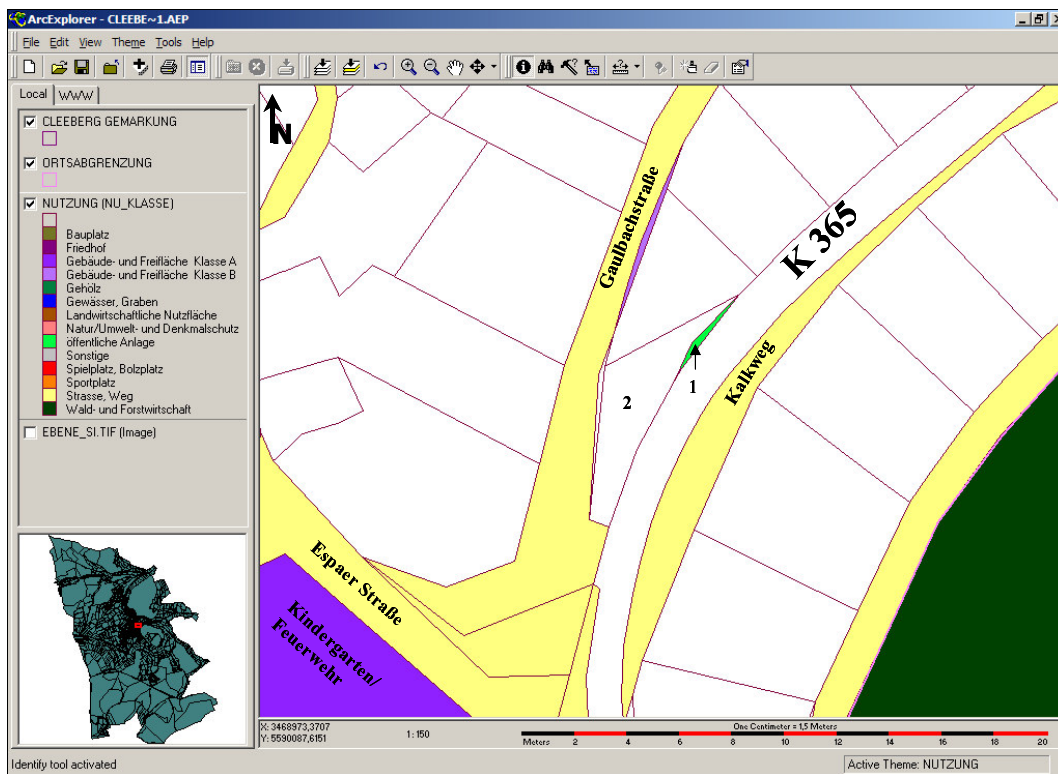 ArcExplorer - CLEEBE~1.AEP
File Edit View Theme Tools Help
Local WWW
CLEEBERG GEMARKUNG
ORTSABGRENZUNG
NUTZUNG (NU_KLASSE)
Bauplatz
Friedhof
Gebäude- und Freifläche Klasse A
Gebäude- und Freifläche Klasse B
Gehölz
Gewässer, Graben
Landwirtschaftliche Nutzfläche
Natur/Umwelt- und Denkmalschutz
öffentliche Anlage
Sonstige
Spielplatz, Bolzplatz
Sportplatz
Strasse, Weg
Wald- und Forstwirtschaft
EBENE_SI.TIF (Image)
N
Gaulbachstraße
K 365
Kalkweg
1
2
Espaer Straße
Kindergarten/
Feuerwehr
X: 3468973,3707
Y: 5590087,6151
1: 150
One Centimeter = 1,5 Meters
Meters 2 4 6 8 10 12 14 16 18 20
Identify tool activated
Active Theme: NUTZUNG